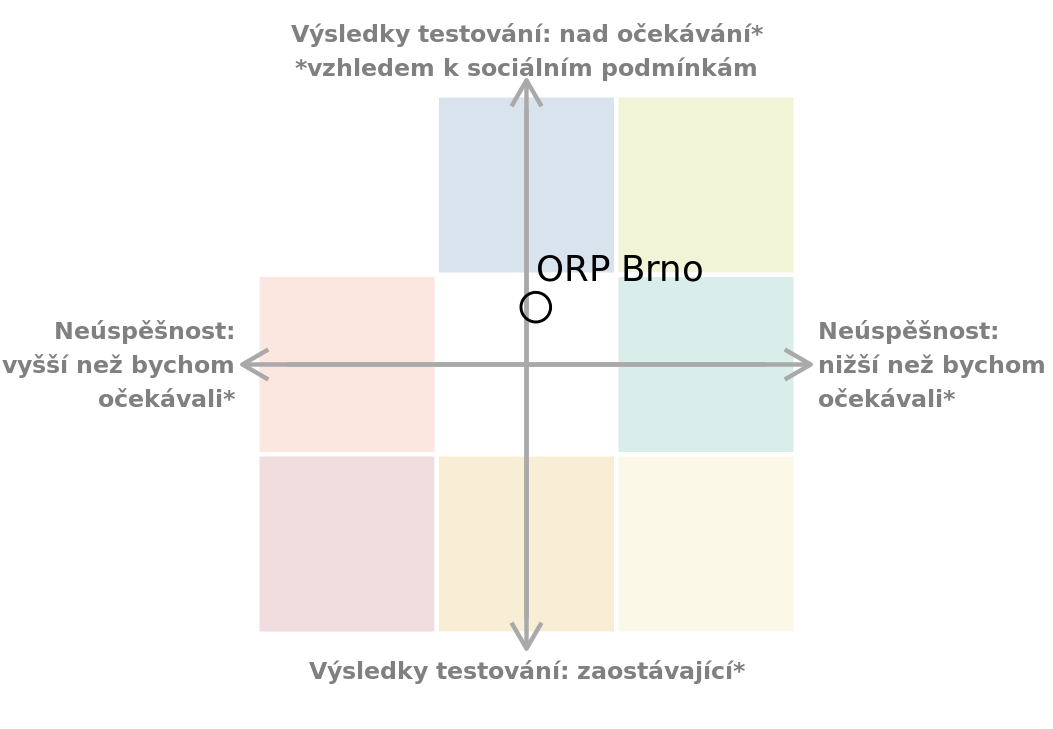 Výsledky testování: nad očekávání*
*vzhledem k sociálním podmínkám
ORP Brno
Neúspěšnost:
vyšší než bychom
očekávali*
Neúspěšnost:
nižší než bychom
očekávali*
Výsledky testování: zaostávající*